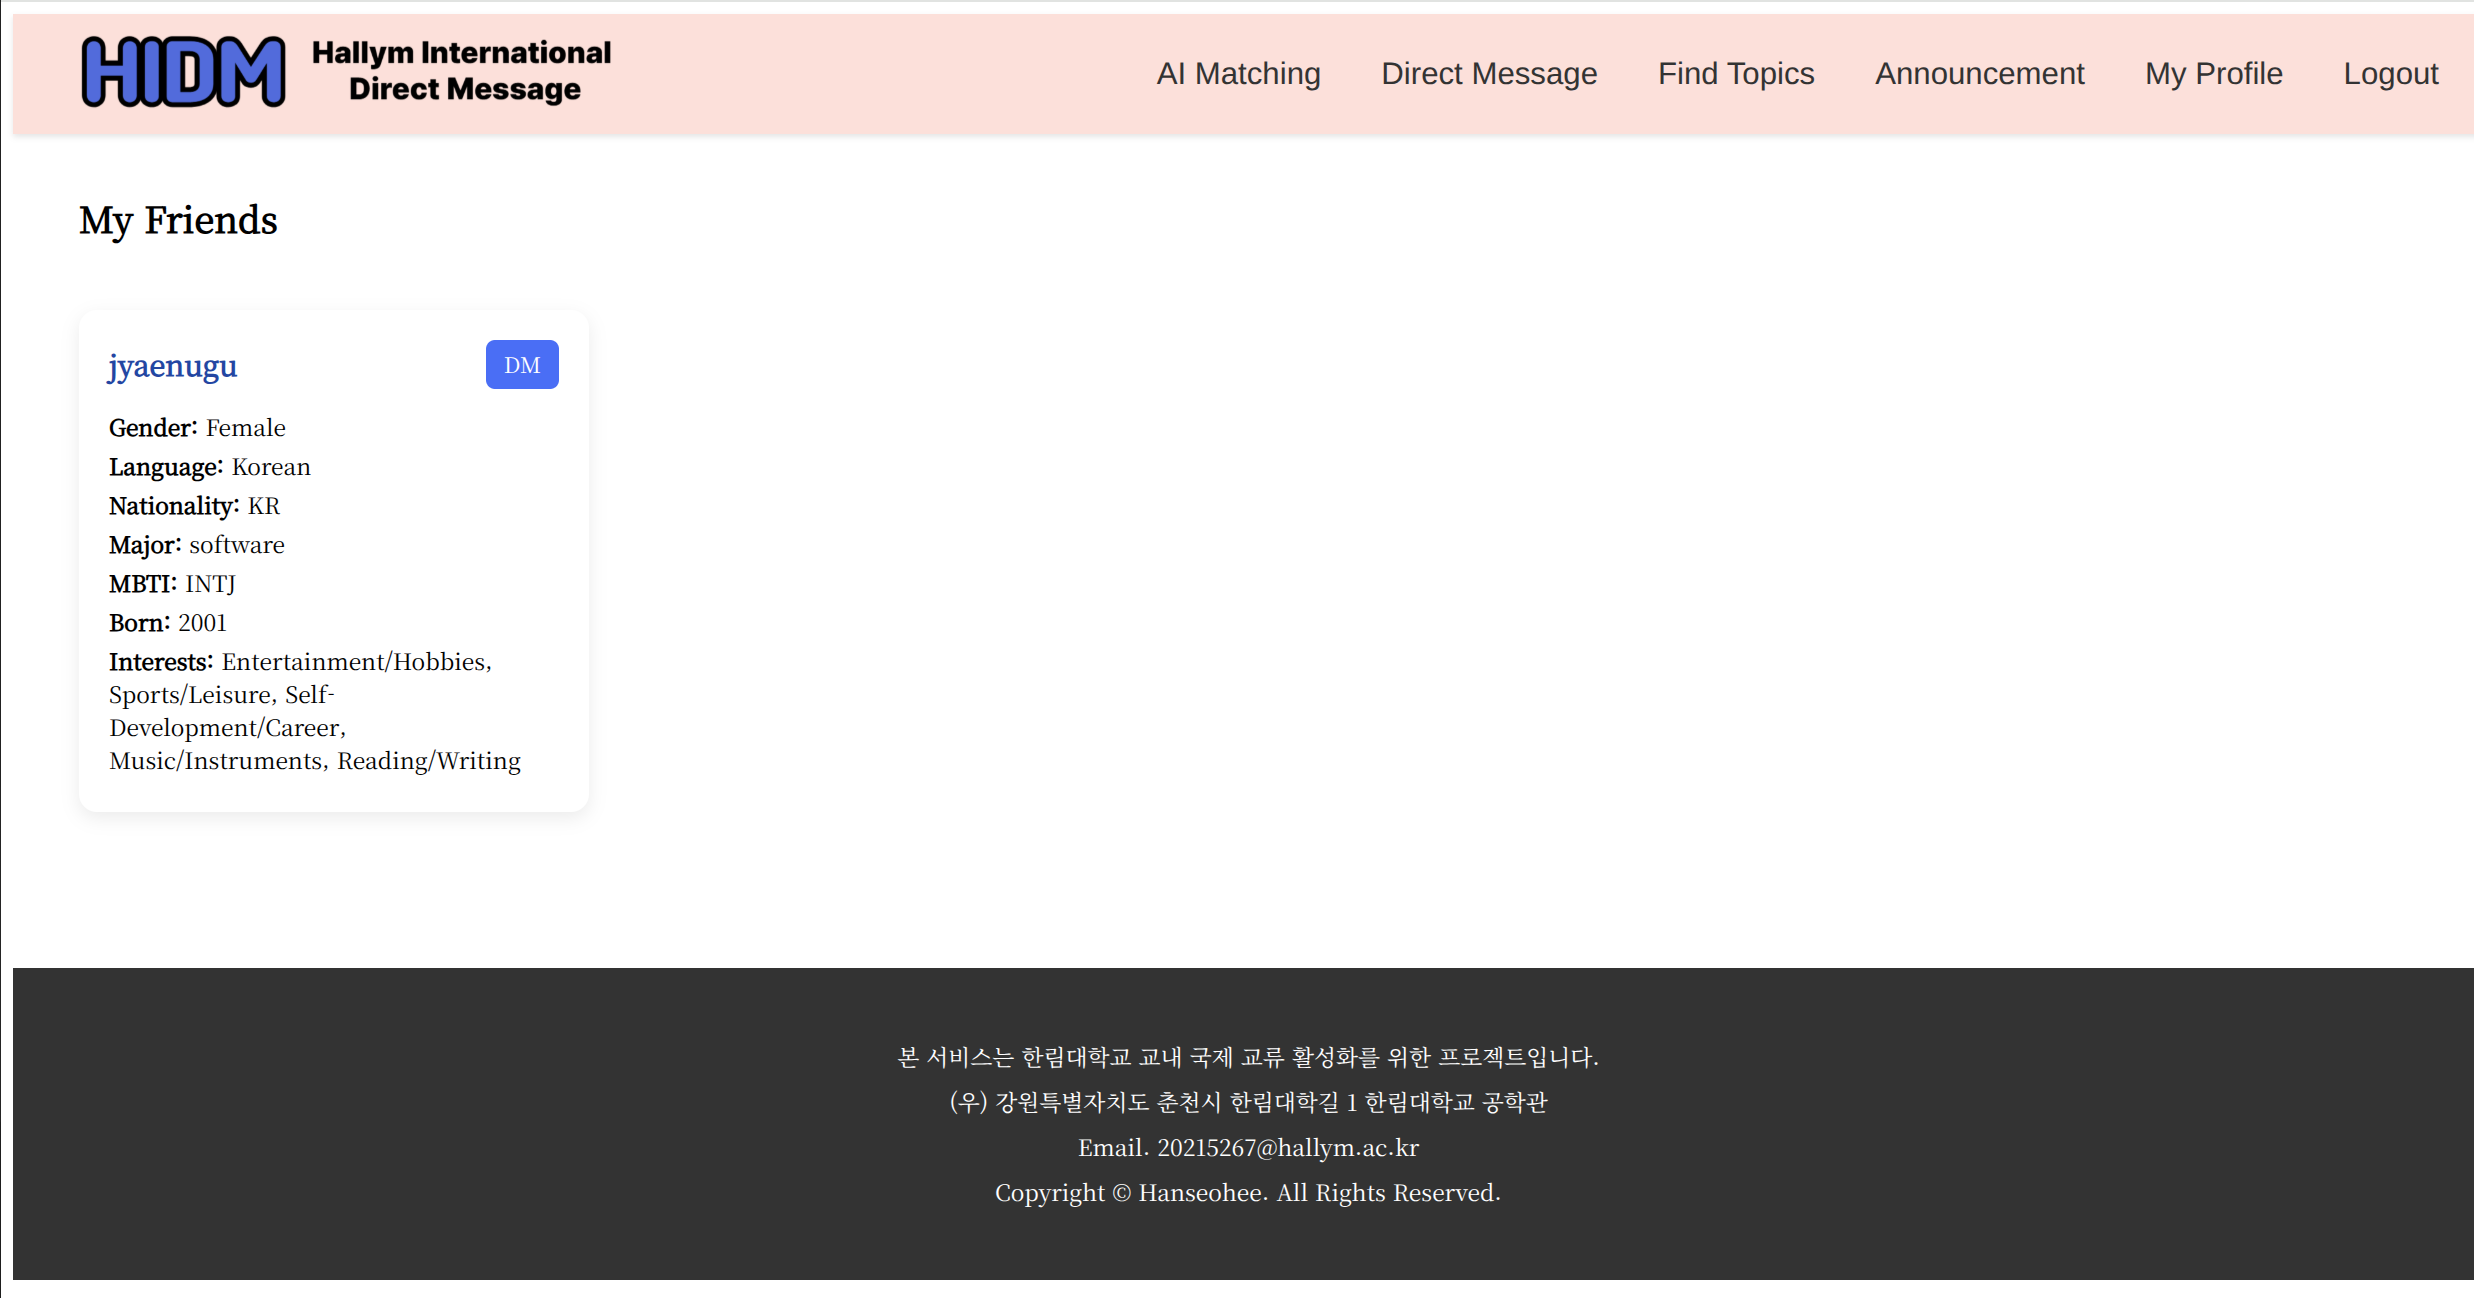 HIDM
Hallym International
Direct Message
AI Matching Direct Message Find Topics Announcement My Profile Logout
My Friends
jyaenugu DM
Gender: Female
Language: Korean
Nationality: KR
Major: software
MBTI: INTJ
Born: 2001
Interests: Entertainment/Hobbies,
Sports/Leisure, Self-
Development/Career,
Music/Instruments, Reading/Writing
본 서비스는 한림대학교 교내 국제 교류 활성화를 위한 프로젝트입니다.
(우) 강원특별자치도 춘천시 한림대학길 1 한림대학교 공학관
Email. 20215267@hallym.ac.kr
Copyright © Hanseohee. All Rights Reserved.